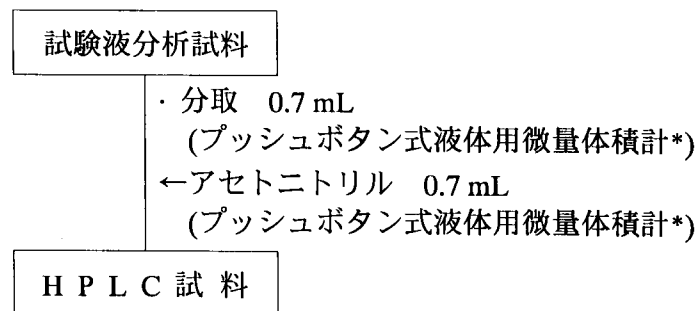 試験液分析試料
・分取 0.7 mL
(プッシュボタン式液体用微量体積計*)
←アセトニトリル 0.7 mL
(プッシュボタン式液体用微量体積計*)
HPLC試料